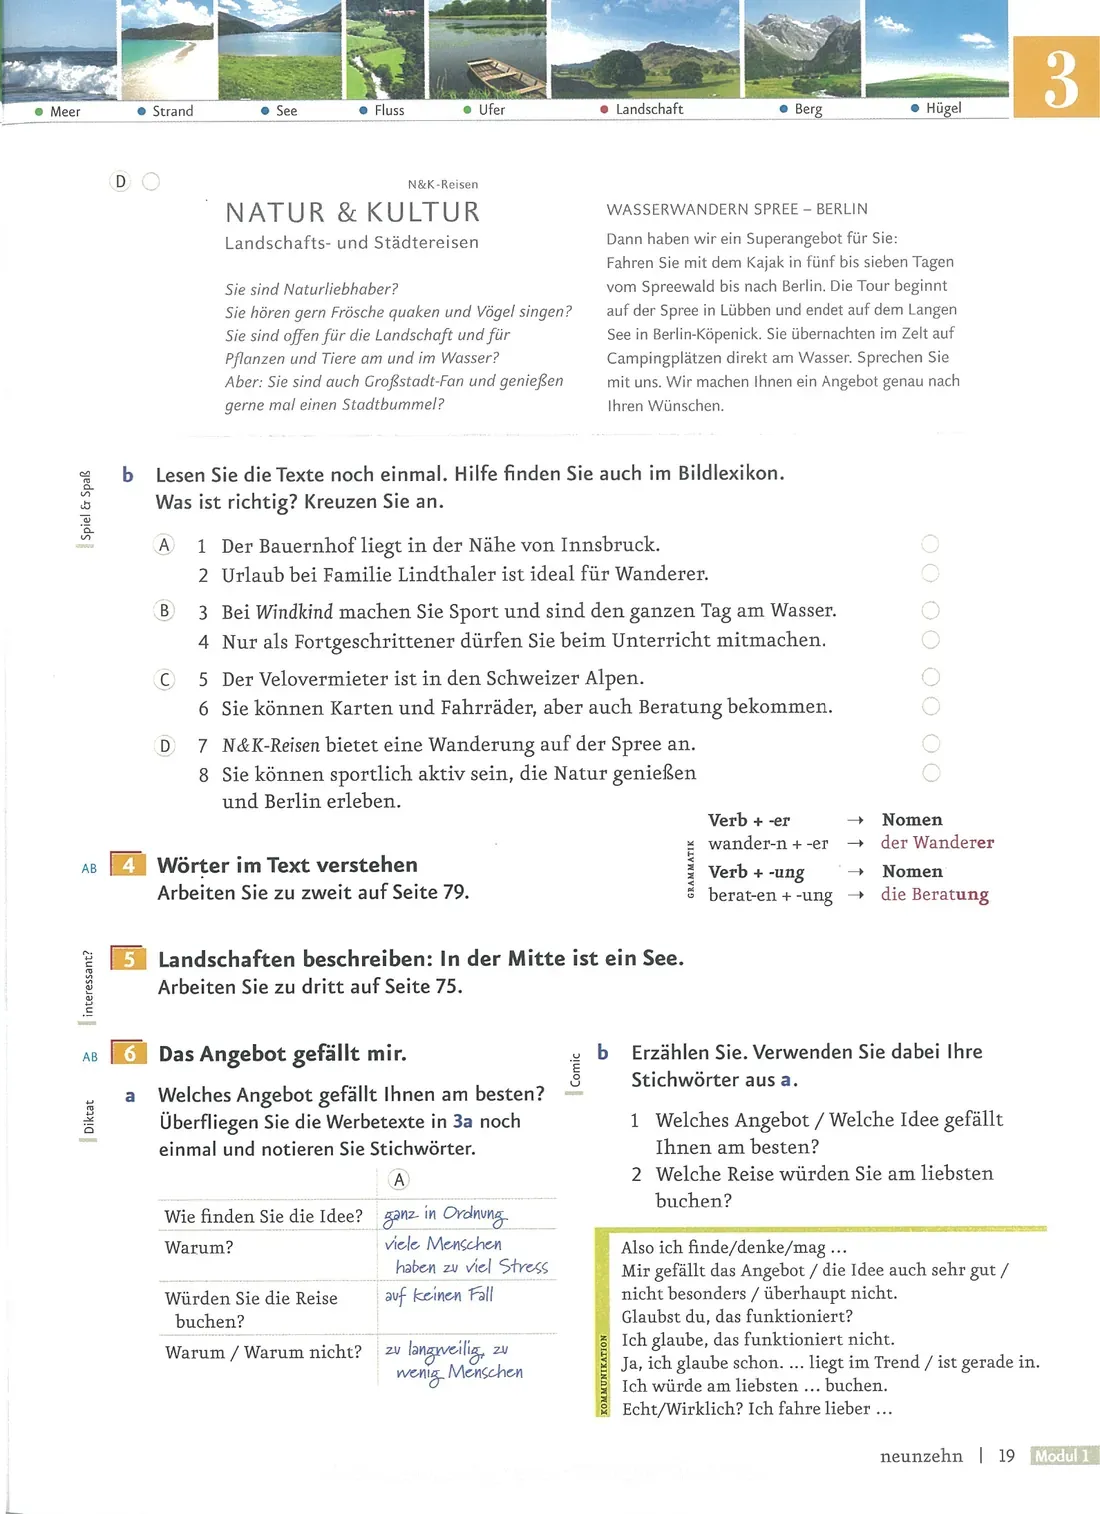 Meer
Strand
See
Fluss
Ufer
Landschaft
Berg
Hügel
3
D
N&K-Reisen
NATUR & KULTUR
Landschafts- und Städtereisen
Sie sind Naturliebhaber?
Sie hören gern Frösche quaken und Vögel singen?
Sie sind offen für die Landschaft und für
Pflanzen und Tiere am und im Wasser?
Aber: Sie sind auch Großstadt-Fan und genießen
gerne mal einen Stadtbummel?
WASSERWANDERN SPREE – BERLIN
Dann haben wir ein Superangebot für Sie:
Fahren Sie mit dem Kajak in fünf bis sieben Tagen
vom Spreewald bis nach Berlin. Die Tour beginnt
auf der Spree in Lübben und endet auf dem Langen
See in Berlin-Köpenick. Sie übernachten im Zelt auf
Campingplätzen direkt am Wasser. Sprechen Sie
mit uns. Wir machen Ihnen ein Angebot genau nach
Ihren Wünschen.
Spiel & Spaß
b Lesen Sie die Texte noch einmal. Hilfe finden Sie auch im Bildlexikon.
Was ist richtig? Kreuzen Sie an.
A 1 Der Bauernhof liegt in der Nähe von Innsbruck.
2 Urlaub bei Familie Lindthaler ist ideal für Wanderer.
B 3 Bei Windkind machen Sie Sport und sind den ganzen Tag am Wasser.
4 Nur als Fortgeschrittener dürfen Sie beim Unterricht mitmachen.
C 5 Der Velovermieter ist in den Schweizer Alpen.
6 Sie können Karten und Fahrräder, aber auch Beratung bekommen.
D 7 N&K-Reisen bietet eine Wanderung auf der Spree an.
8 Sie können sportlich aktiv sein, die Natur genießen
und Berlin erleben.
GRAMMATIK
Verb + -er → Nomen
wander-n + -er → der Wanderer
Verb + -ung → Nomen
berat-en + -ung → die Beratung
AB 4 Wörter im Text verstehen
Arbeiten Sie zu zweit auf Seite 79.
interessant?
5 Landschaften beschreiben: In der Mitte ist ein See.
Arbeiten Sie zu dritt auf Seite 75.
AB 6 Das Angebot gefällt mir.
Diktat
a Welches Angebot gefällt Ihnen am besten?
Überfliegen Sie die Werbetexte in 3a noch
einmal und notieren Sie Stichwörter.
A
Wie finden Sie die Idee? ganz in Ordnung
Warum? viele Menschen
haben zu viel Stress
Würden Sie die Reise auf keinen Fall
buchen?
Warum / Warum nicht? zu langweilig, zu
wenig Menschen
Comic
b Erzählen Sie. Verwenden Sie dabei Ihre
Stichwörter aus a.
1 Welches Angebot / Welche Idee gefällt
Ihnen am besten?
2 Welche Reise würden Sie am liebsten
buchen?
KOMMUNIKATION
Also ich finde/denke/mag ...
Mir gefällt das Angebot / die Idee auch sehr gut /
nicht besonders / überhaupt nicht.
Glaubst du, das funktioniert?
Ich glaube, das funktioniert nicht.
Ja, ich glaube schon. ... liegt im Trend / ist gerade in.
Ich würde am liebsten ... buchen.
Echt/Wirklich? Ich fahre lieber ...
neunzehn | 19 Modul 1